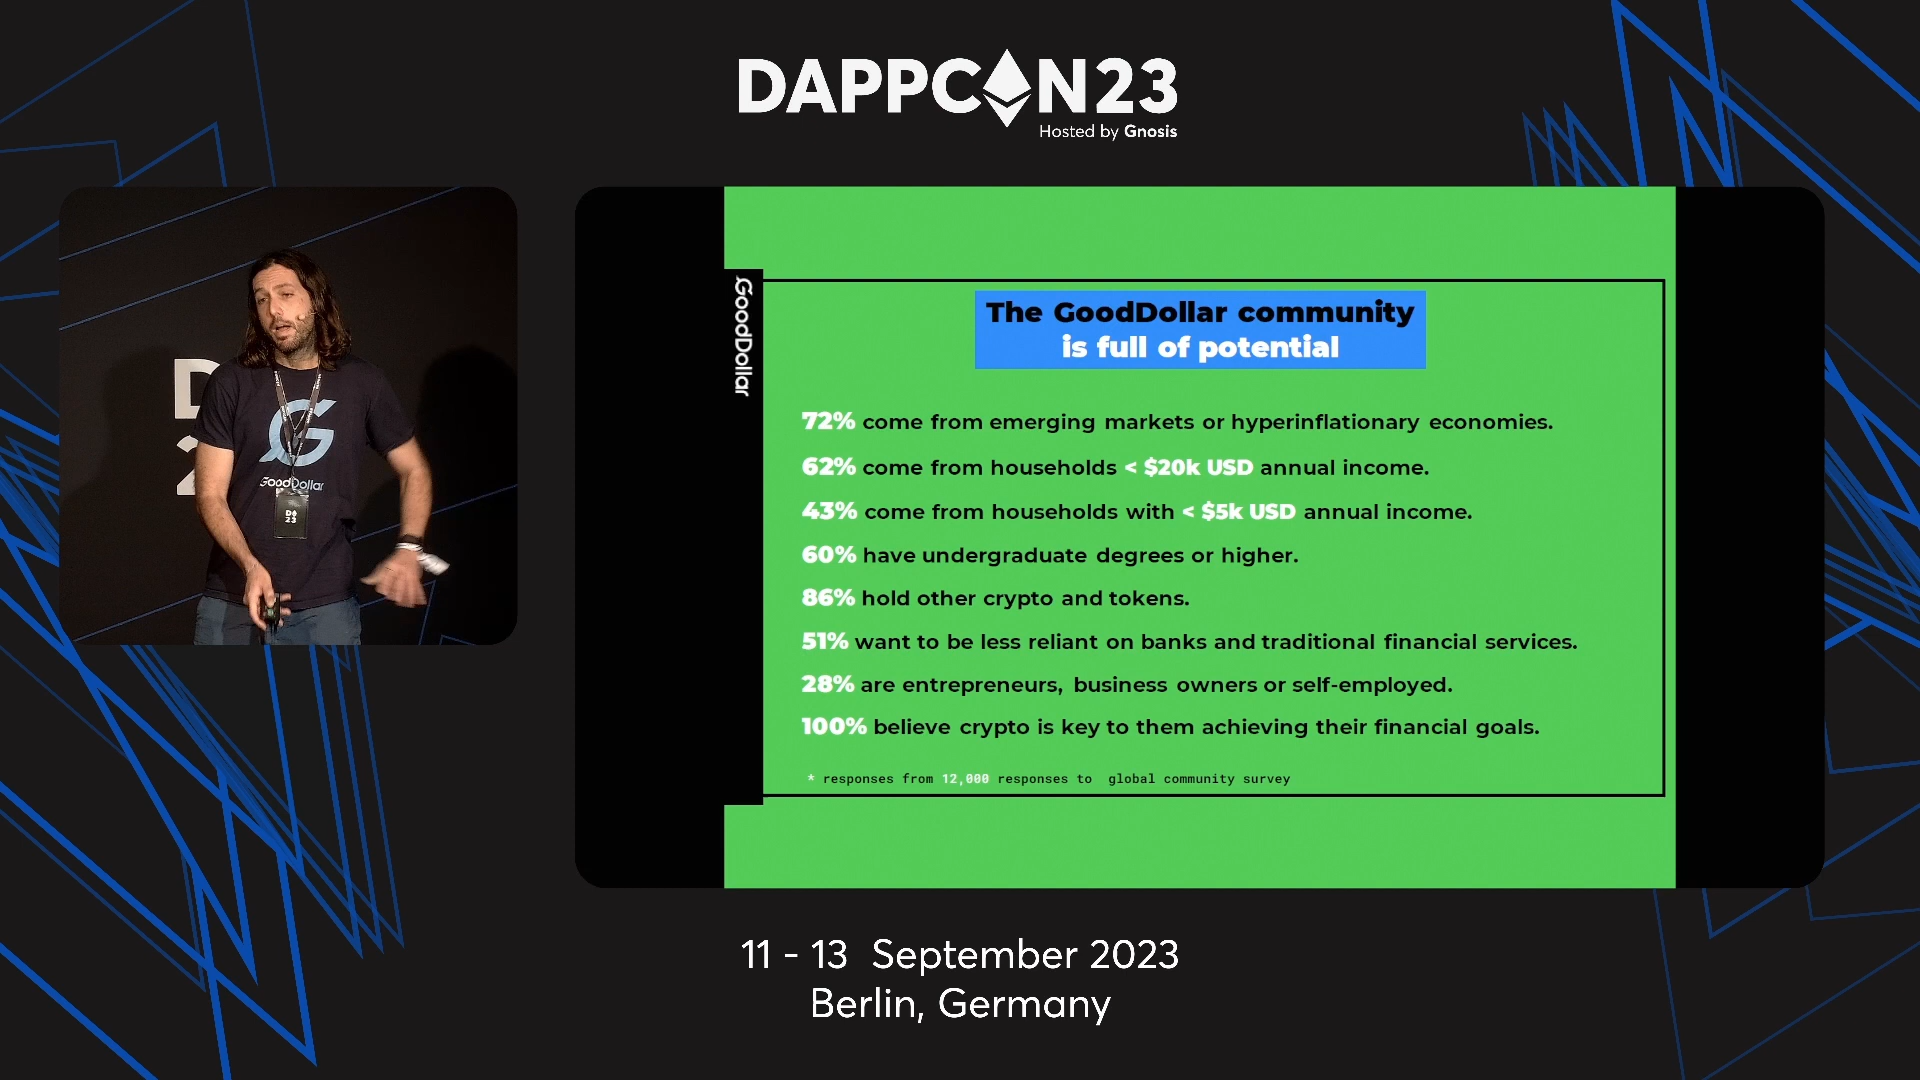 DAPPCON23
Hosted by Gnosis
D
2
GoodDollar
D
23
GoodDollar
The GoodDollar community
is full of potential
72% come from emerging markets or hyperinflationary economies.
62% come from households < $20k USD annual income.
43% come from households with < $5k USD annual income.
60% have undergraduate degrees or higher.
86% hold other crypto and tokens.
51% want to be less reliant on banks and traditional financial services.
28% are entrepreneurs, business owners or self-employed.
100% believe crypto is key to them achieving their financial goals.
* responses from 12,000 responses to global community survey
11 - 13 September 2023
Berlin, Germany